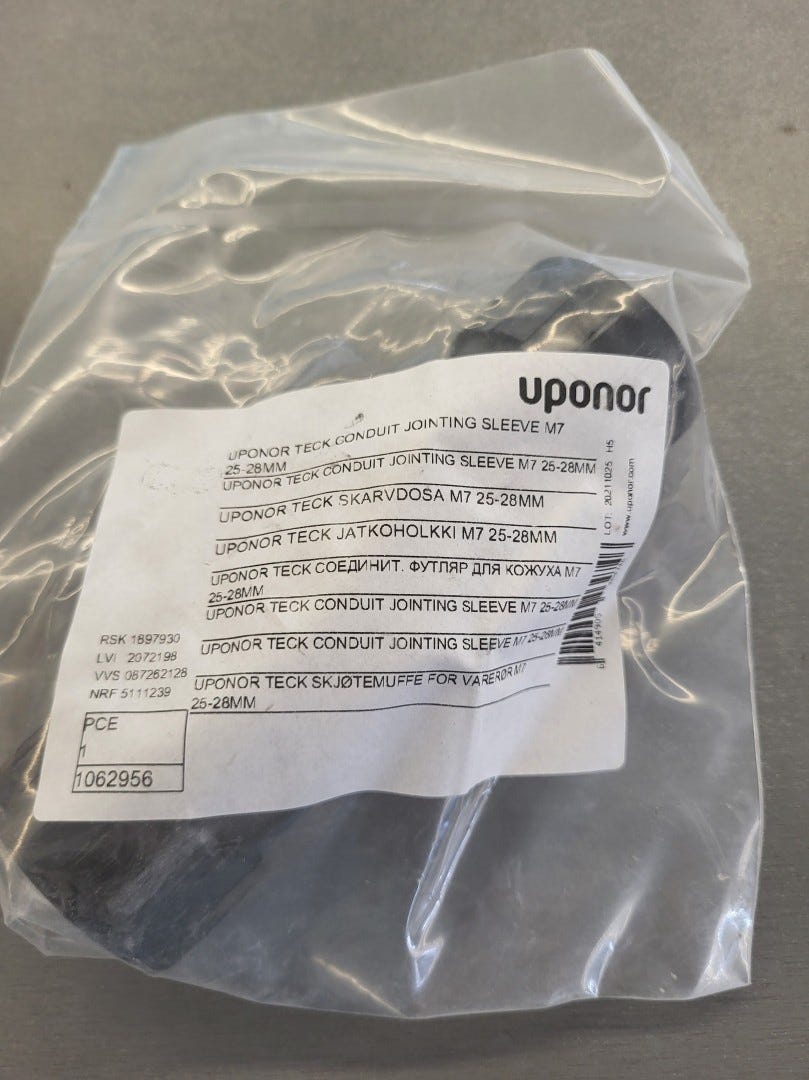 uponor
UPONOR TECK CONDUIT JOINTING SLEEVE M7
25-28MM
UPONOR TECK CONDUIT JOINTING SLEEVE M7 25-28MM
UPONOR TECK SKARVDOSA M7 25-28MM
UPONOR TECK JATKOHOLKKI M7 25-28MM
UPONOR TECK СОЕДИНИТ. ФУТЛЯР ДЛЯ КОЖУХА M7
25-28MM
UPONOR TECK CONDUIT JOINTING SLEEVE M7 25-28MM
UPONOR TECK CONDUIT JOINTING SLEEVE M7 25-28MM
UPONOR TECK SKJØTEMUFFE FOR VARERØR M7
25-28MM
RSK 1897930
LVI 2072198
VVS 087262128
NRF 5111239
PCE
1
1062956
LOT: 20211025 H5
www.uponor.com